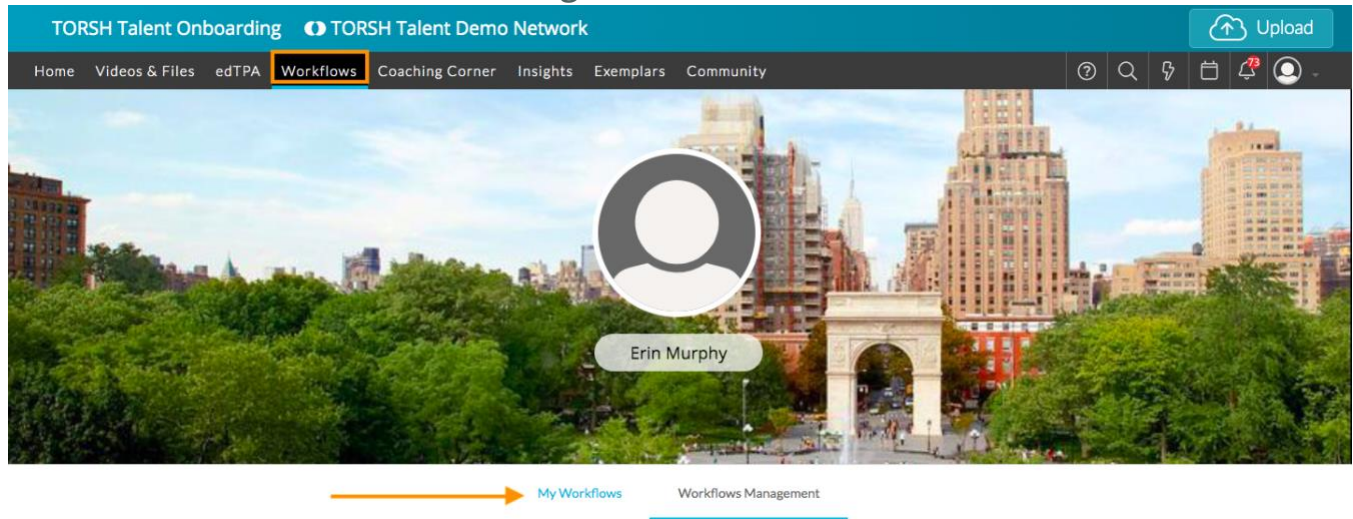 TORSH Talent Onboarding TORSH Talent Demo Network Upload
Home Videos & Files edTPA Workflows Coaching Corner Insights Exemplars Community 73
Erin Murphy
My Workflows Workflows Management